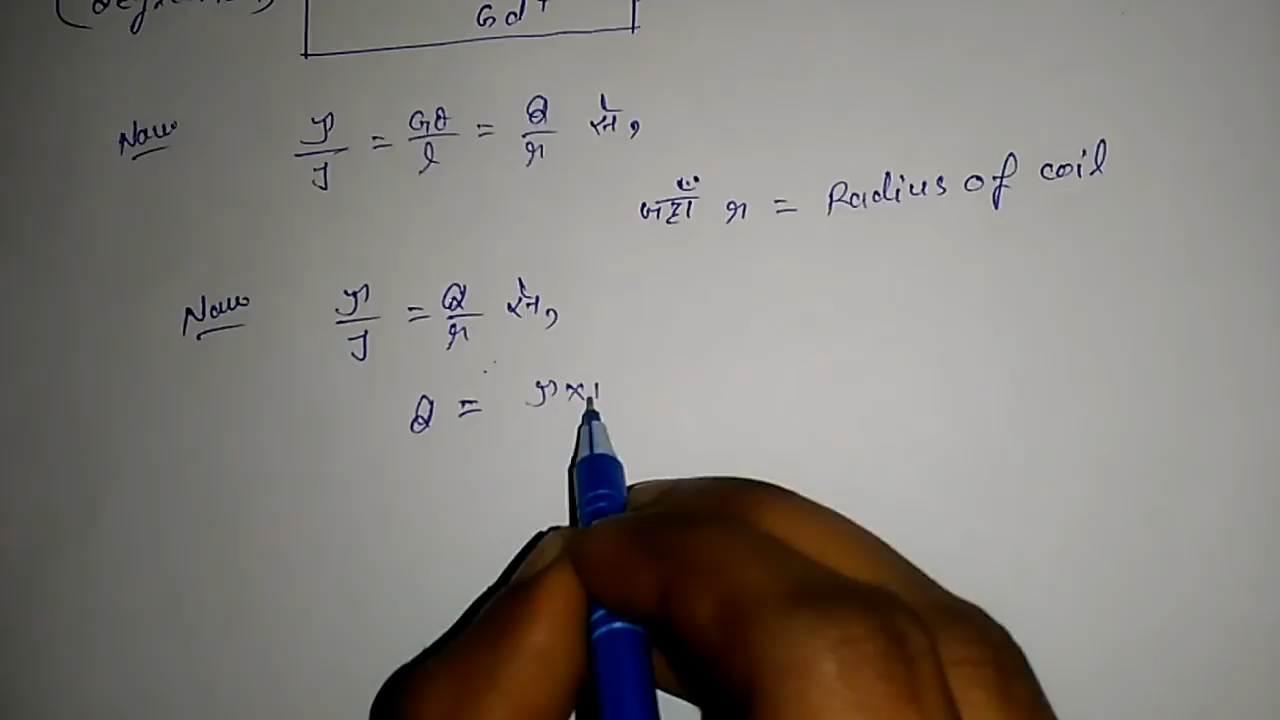 Gd⁴
Now T/J = Gθ/l = Q/r से,
जहाँ r = Radius of coil
Now T/J = Q/r से,
Q = T×